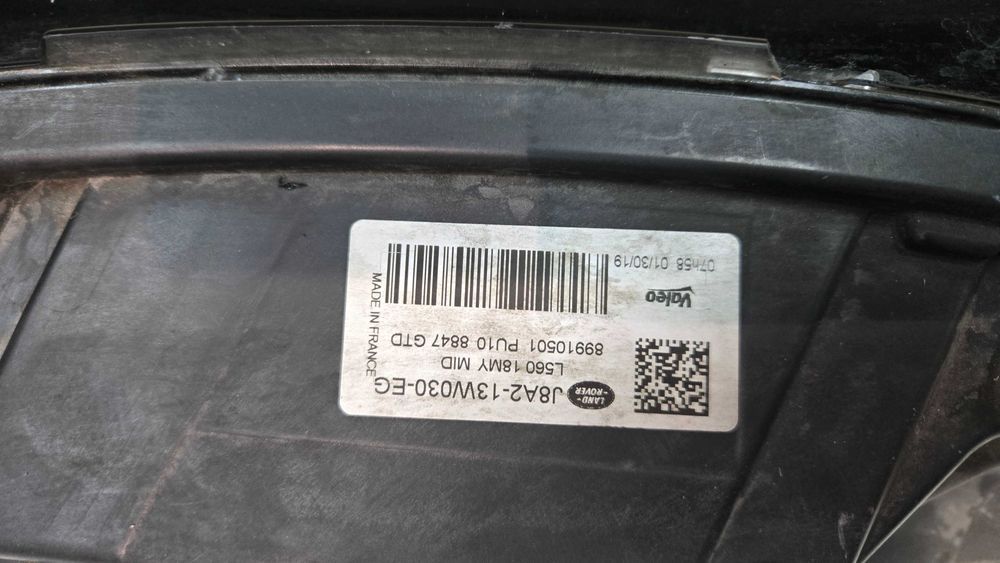 LAND-
-ROVER
J8A2-13W030-EG
L560 18MY MID
89910501 PU10 8847 GTD
MADE IN FRANCE
Valeo
07h58 01/30/19